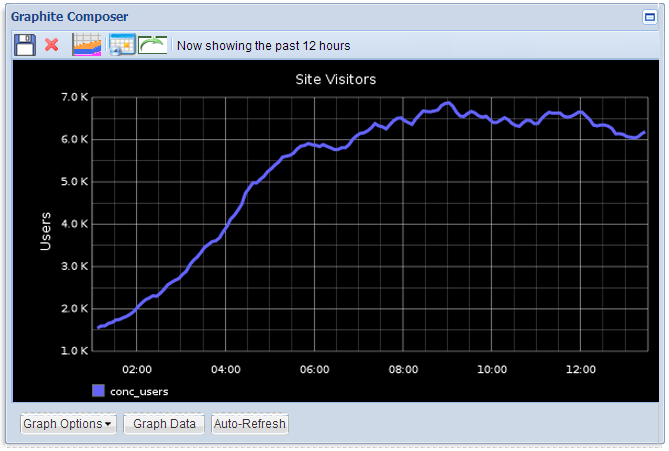 Graphite Composer
Now showing the past 12 hours
Site Visitors
7.0 K
6.0 K
5.0 K
4.0 K
3.0 K
2.0 K
1.0 K
Users
02:00 04:00 06:00 08:00 10:00 12:00
conc_users
Graph Options Graph Data Auto-Refresh